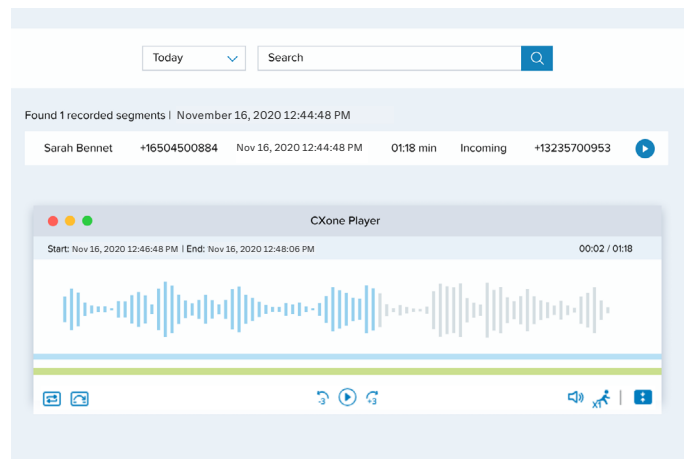 Today
Search
Found 1 recorded segments | November 16, 2020 12:44:48 PM
Sarah Bennet +16504500884 Nov 16, 2020 12:44:48 PM 01:18 min Incoming +13235700953
CXone Player
Start: Nov 16, 2020 12:46:48 PM | End: Nov 16, 2020 12:48:06 PM 00:02 / 01:18
-3 +3 X1